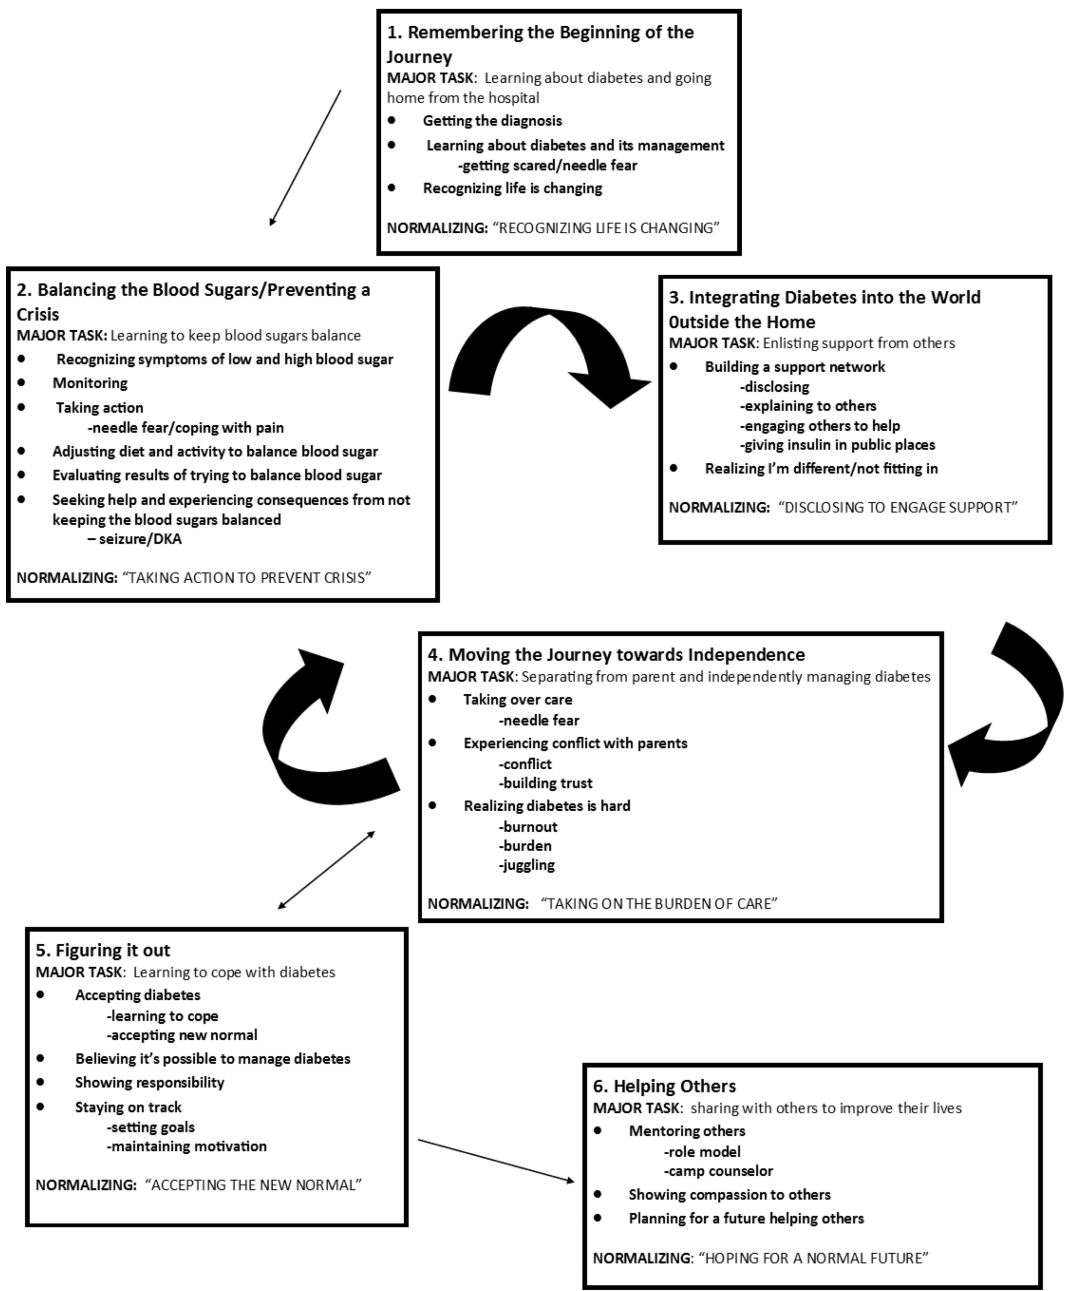 1. Remembering the Beginning of the
Journey
MAJOR TASK: Learning about diabetes and going
home from the hospital
● Getting the diagnosis
● Learning about diabetes and its management
-getting scared/needle fear
● Recognizing life is changing
NORMALIZING: “RECOGNIZING LIFE IS CHANGING”
2. Balancing the Blood Sugars/Preventing a
Crisis
MAJOR TASK: Learning to keep blood sugars balance
● Recognizing symptoms of low and high blood sugar
● Monitoring
● Taking action
-needle fear/coping with pain
● Adjusting diet and activity to balance blood sugar
● Evaluating results of trying to balance blood sugar
● Seeking help and experiencing consequences from not
keeping the blood sugars balanced
– seizure/DKA
NORMALIZING: “TAKING ACTION TO PREVENT CRISIS”
3. Integrating Diabetes into the World
0utside the Home
MAJOR TASK: Enlisting support from others
● Building a support network
-disclosing
-explaining to others
-engaging others to help
-giving insulin in public places
● Realizing I’m different/not fitting in
NORMALIZING: “DISCLOSING TO ENGAGE SUPPORT”
4. Moving the Journey towards Independence
MAJOR TASK: Separating from parent and independently managing diabetes
● Taking over care
-needle fear
● Experiencing conflict with parents
-conflict
-building trust
● Realizing diabetes is hard
-burnout
-burden
-juggling
NORMALIZING: “TAKING ON THE BURDEN OF CARE”
5. Figuring it out
MAJOR TASK: Learning to cope with diabetes
● Accepting diabetes
-learning to cope
-accepting new normal
● Believing it’s possible to manage diabetes
● Showing responsibility
● Staying on track
-setting goals
-maintaining motivation
NORMALIZING: “ACCEPTING THE NEW NORMAL”
6. Helping Others
MAJOR TASK: sharing with others to improve their lives
● Mentoring others
-role model
-camp counselor
● Showing compassion to others
● Planning for a future helping others
NORMALIZING: “HOPING FOR A NORMAL FUTURE”